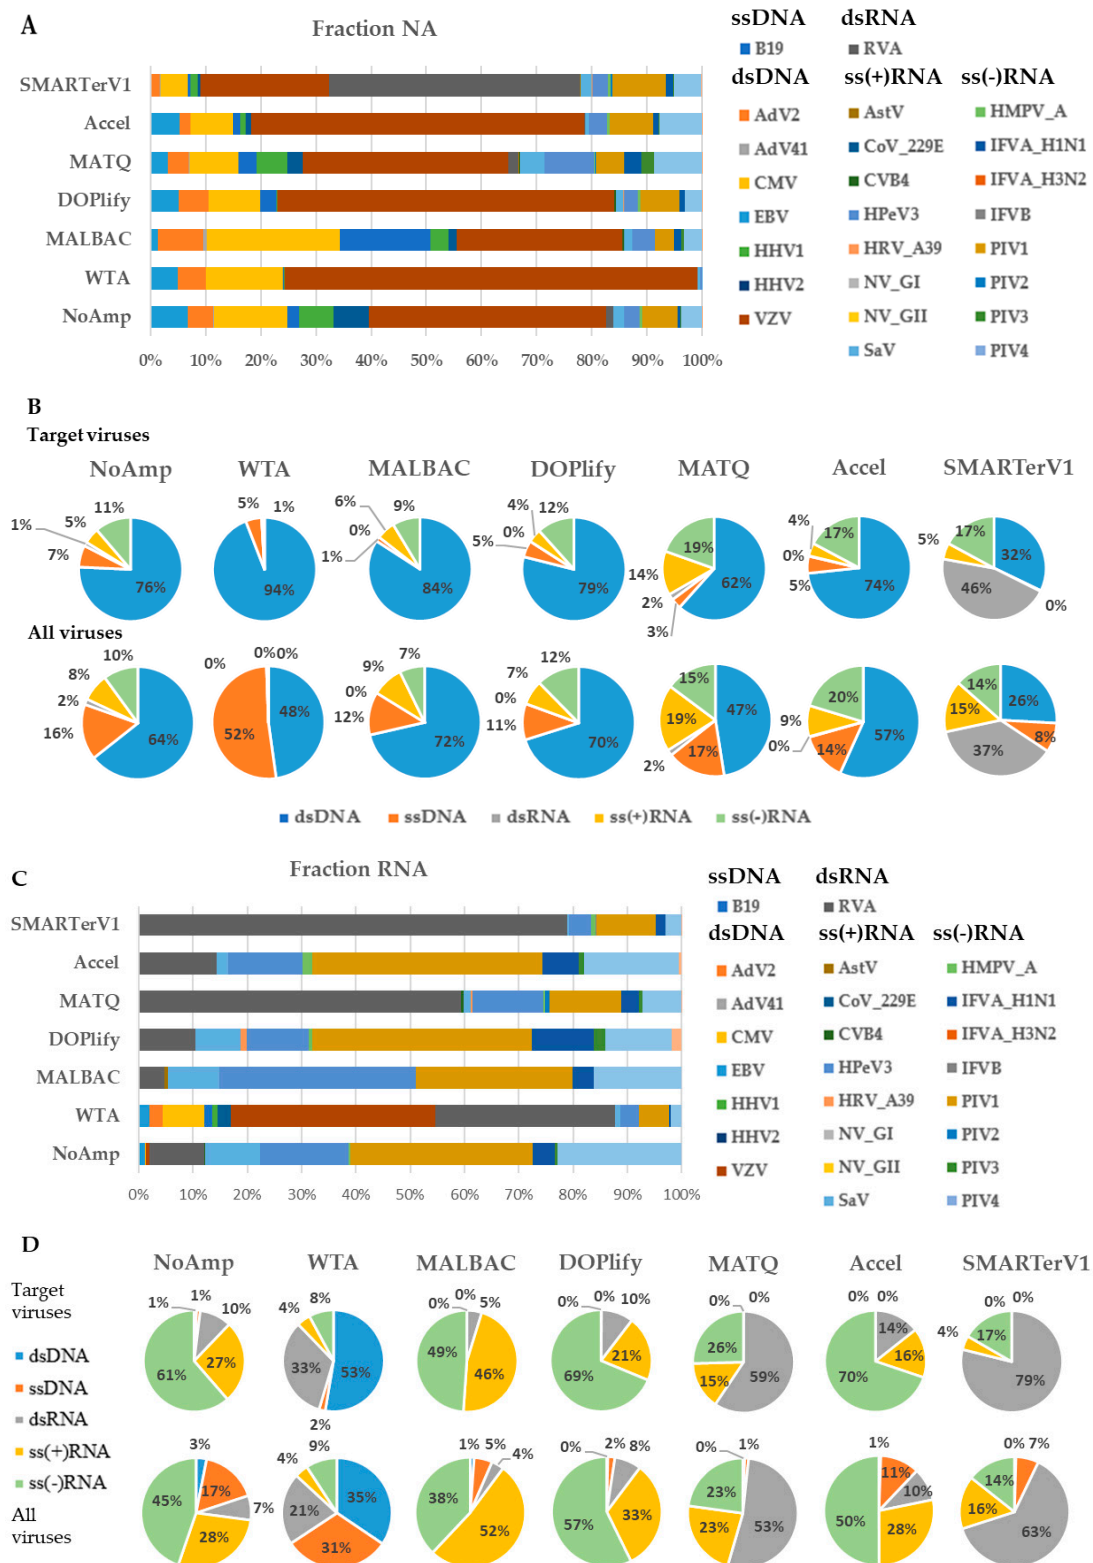 A
Fraction NA
SMARTerV1
Accel
MATQ
DOPlify
MALBAC
WTA
NoAmp
0% 10% 20% 30% 40% 50% 60% 70% 80% 90% 100%
ssDNA dsRNA
B19 RVA
dsDNA ss(+)RNA ss(-)RNA
AdV2 AstV HMPV_A
AdV41 CoV_229E IFVA_H1N1
CMV CVB4 IFVA_H3N2
EBV HPeV3 IFVB
HHV1 HRV_A39 PIV1
HHV2 NV_GI PIV2
VZV NV_GII PIV3
SaV PIV4
B
Target viruses
NoAmp WTA MALBAC DOPlify MATQ Accel SMARTerV1
11% 5% 1% 7% 76%
5% 1% 94%
6% 9% 0% 1% 84%
4% 12% 0% 5% 79%
19% 14% 2% 3% 62%
4% 17% 0% 5% 74%
17% 5% 32% 46% 0%
All viruses
10% 8% 2% 16% 64%
0% 0% 0% 48% 52%
7% 9% 0% 12% 72%
12% 7% 0% 11% 70%
15% 19% 2% 17% 47%
20% 9% 0% 14% 57%
14% 15% 37% 26% 8%
dsDNA ssDNA dsRNA ss(+)RNA ss(-)RNA
C
Fraction RNA
SMARTerV1
Accel
MATQ
DOPlify
MALBAC
WTA
NoAmp
0% 10% 20% 30% 40% 50% 60% 70% 80% 90% 100%
ssDNA dsRNA
B19 RVA
dsDNA ss(+)RNA ss(-)RNA
AdV2 AstV HMPV_A
AdV41 CoV_229E IFVA_H1N1
CMV CVB4 IFVA_H3N2
EBV HPeV3 IFVB
HHV1 HRV_A39 PIV1
HHV2 NV_GI PIV2
VZV NV_GII PIV3
SaV PIV4
D
NoAmp WTA MALBAC DOPlify MATQ Accel SMARTerV1
Target
viruses
1% 1% 10% 27% 61%
4% 8% 33% 53% 2%
0% 0% 5% 49% 46%
0% 0% 10% 21% 69%
0% 0% 26% 15% 59%
0% 0% 14% 16% 70%
0% 0% 4% 17% 79%
dsDNA
ssDNA
dsRNA
ss(+)RNA
ss(-)RNA
All
viruses
3% 17% 7% 28% 45%
4% 9% 21% 35% 31%
1% 5% 4% 38% 52%
0% 2% 8% 33% 57%
0% 1% 23% 23% 53%
1% 11% 10% 28% 50%
0% 7% 14% 16% 63%